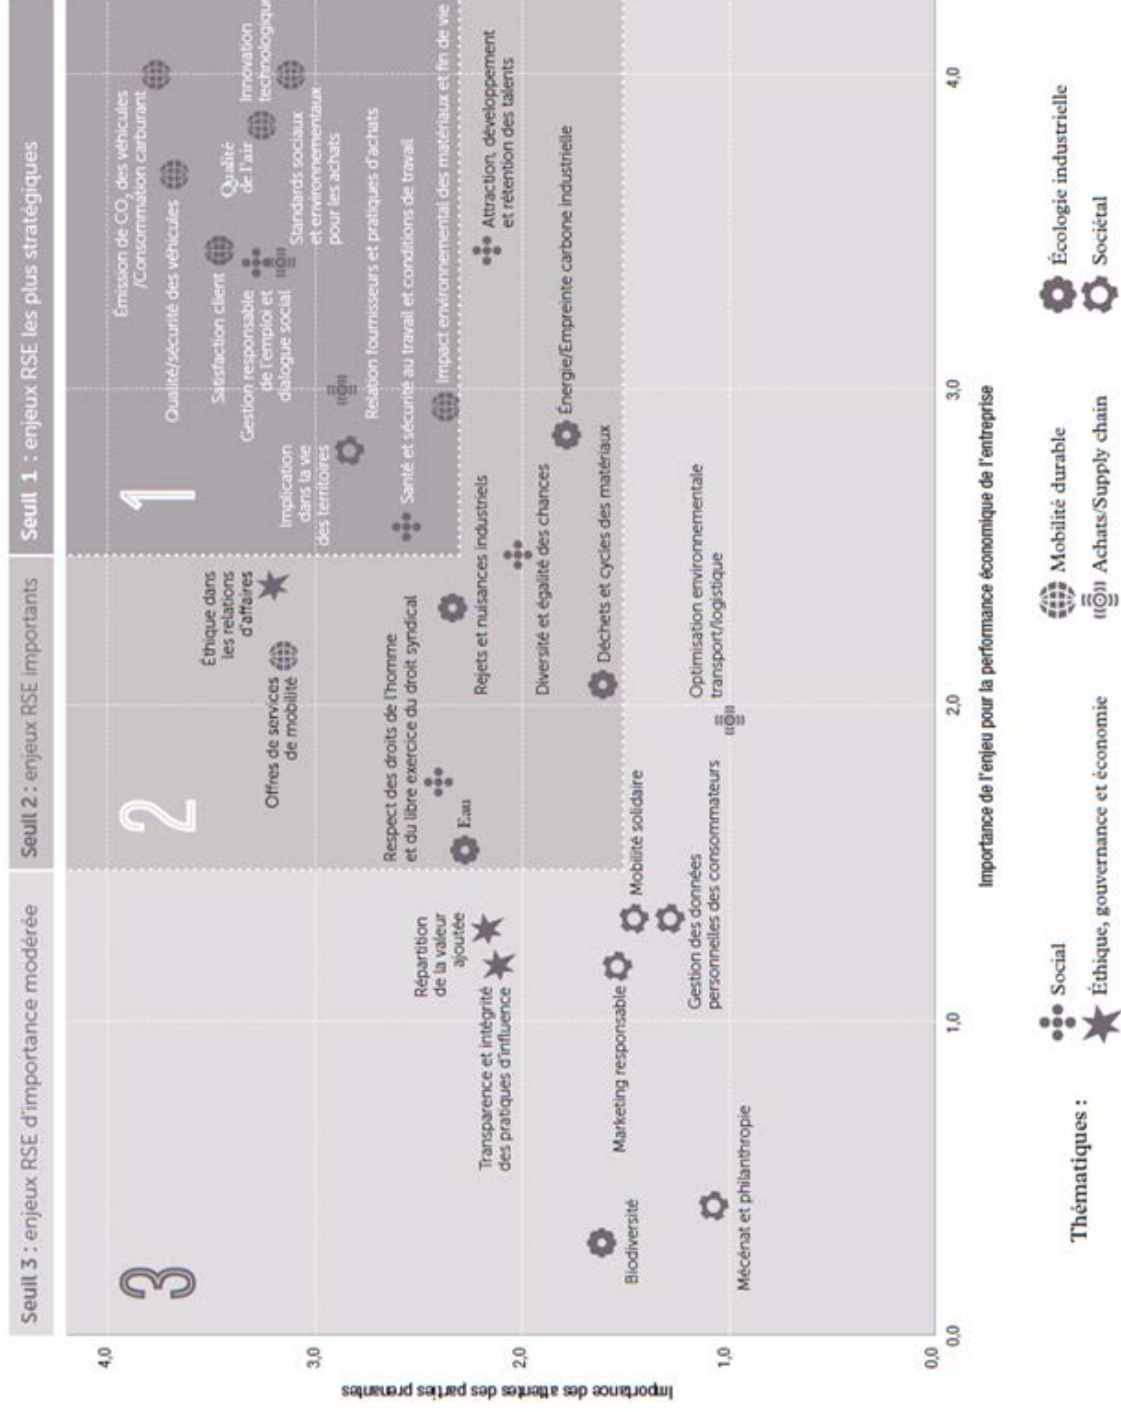 Seuil 3 : enjeux RSE d'importance modérée
Seuil 2 : enjeux RSE importants
Seuil 1 : enjeux RSE les plus stratégiques
3
2
1
Émission de CO₂ des véhicules
/Consommation carburant
Qualité/sécurité des véhicules
Innovation
technologique
Qualité
de l'air
Satisfaction client
Gestion responsable
de l'emploi et
dialogue social
Standards sociaux
et environnementaux
pour les achats
Implication
dans la vie
des territoires
Relation fournisseurs et pratiques d'achats
Santé et sécurité au travail et conditions de travail
Impact environnemental des matériaux et fin de vie
Éthique dans
les relations
d'affaires
Offres de services
de mobilité
Respect des droits de l'homme
et du libre exercice du droit syndical
Eau
Rejets et nuisances industriels
Attraction, développement
et rétention des talents
Diversité et égalité des chances
Énergie/Empreinte carbone industrielle
Déchets et cycles des matériaux
Répartition
de la valeur
ajoutée
Transparence et intégrité
des pratiques d'influence
Marketing responsable
Mobilité solidaire
Gestion des données
personnelles des consommateurs
Optimisation environnementale
transport/logistique
Biodiversité
Mécénat et philanthropie
4,0
3,0
2,0
1,0
0,0
Importance des attentes des parties prenantes
0,0
1,0
2,0
3,0
4,0
Importance de l'enjeu pour la performance économique de l'entreprise
Thématiques :
Social
Mobilité durable
Écologie industrielle
Éthique, gouvernance et économie
Achats/Supply chain
Sociétal